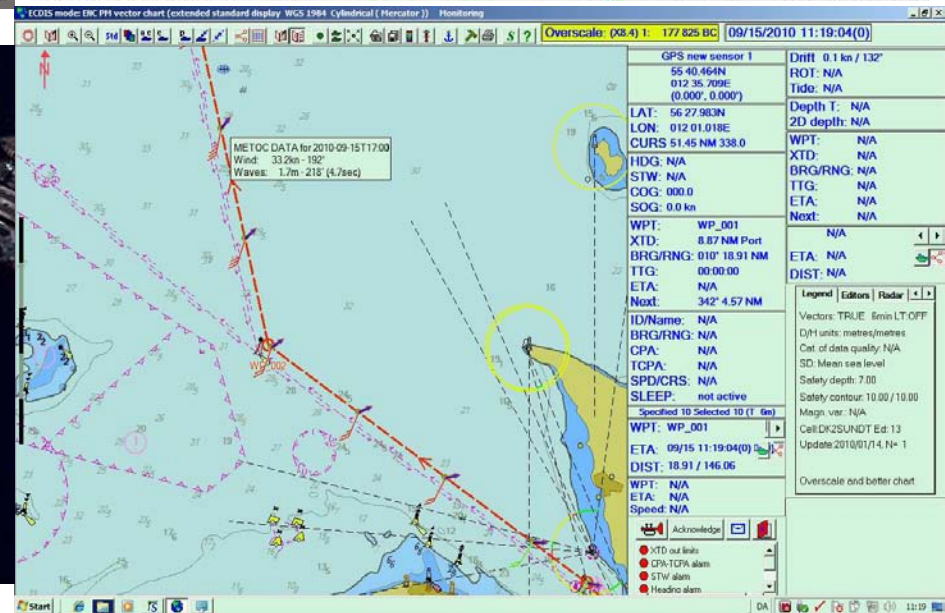 ECDIS mode: ENC PM vector chart (extended standard display WGS 1984 Cylindrical ( Mercator )) Monitoring
Std
S ?
Overscale: (X8.4) 1: 177 825 BC
09/15/2010 11:19:04(0)
N
METOC DATA for 2010-09-15T17:00
Wind: 33.2kn - 192°
Waves: 1.7m - 218° (4.7sec)
WP_002
GPS new sensor 1
55 40.464N
012 35.709E
(0.000', 0.000')
LAT: 56 27.983N
LON: 012 01.018E
CURS 51.45 NM 338.0
HDG: N/A
STW: N/A
COG: 000.0
SOG: 0.0 kn
WPT: WP_001
XTD: 8.87 NM Port
BRG/RNG: 010° 18.91 NM
TTG: 00:00:00
ETA: N/A
Next: 342° 4.57 NM
ID/Name: N/A
BRG/RNG: N/A
CPA: N/A
TCPA: N/A
SPD/CRS: N/A
SLEEP: not active
Specified 10 Selected 10 (T 6m)
WPT: WP_001
ETA: 09/15 11:19:04(0)
DIST: 18.91 / 146.06
WPT: N/A
ETA: N/A
Speed: N/A
Acknowledge
XTD out limits
CPA-TCPA alarm
STW alarm
Heading alarm
Drift 0.1 kn / 132°
ROT: N/A
Tide: N/A
Depth T: N/A
2D depth: N/A
WPT: N/A
XTD: N/A
BRG/RNG: N/A
TTG: N/A
ETA: N/A
Next: N/A
N/A
ETA: N/A
DIST: N/A
Legend Editors Radar
Vectors: TRUE 6min LT:OFF
D/H units: metres/metres
Cat. of data quality: N/A
SD: Mean sea level
Safety depth: 7.00
Safety contour: 10.00 / 10.00
Magn. var.: N/A
Cell:DK2SUNDT Ed: 13
Update:2010/01/14, N= 1
Overscale and better chart
Start
DA
11:19